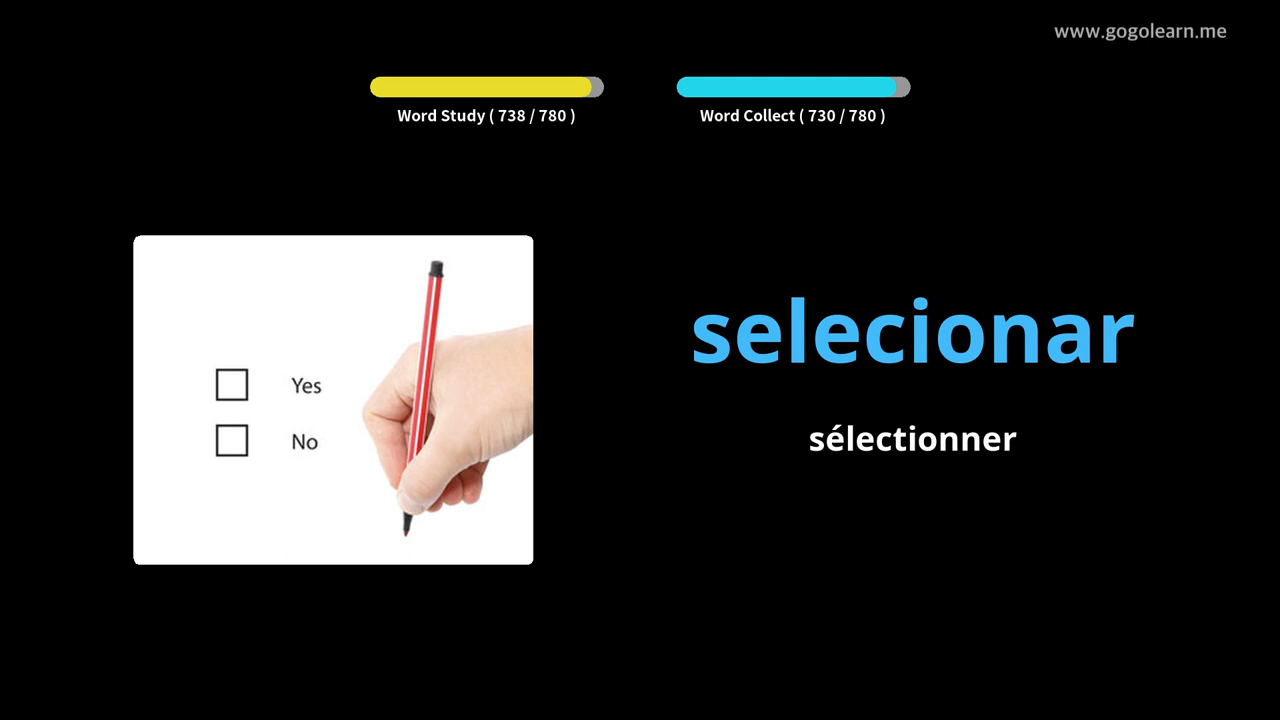 www.gogolearn.me
Word Study ( 738 / 780 )
Word Collect ( 730 / 780 )
selecionar
sélectionner
Yes
No